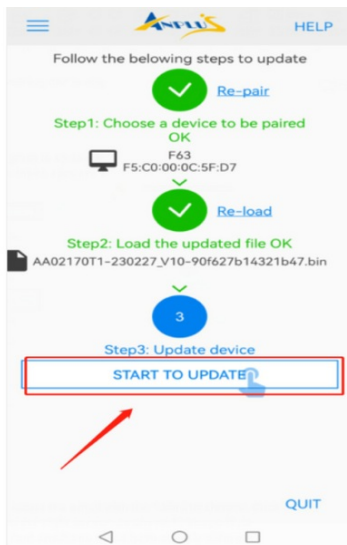 ANPLUS
HELP
Follow the belowing steps to update
Re-pair
Step1: Choose a device to be paired
OK
F63
F5:C0:00:0C:5F:D7
Re-load
Step2: Load the updated file OK
AA02170T1-230227_V10-90f627b14321b47.bin
3
Step3: Update device
START TO UPDATE
QUIT